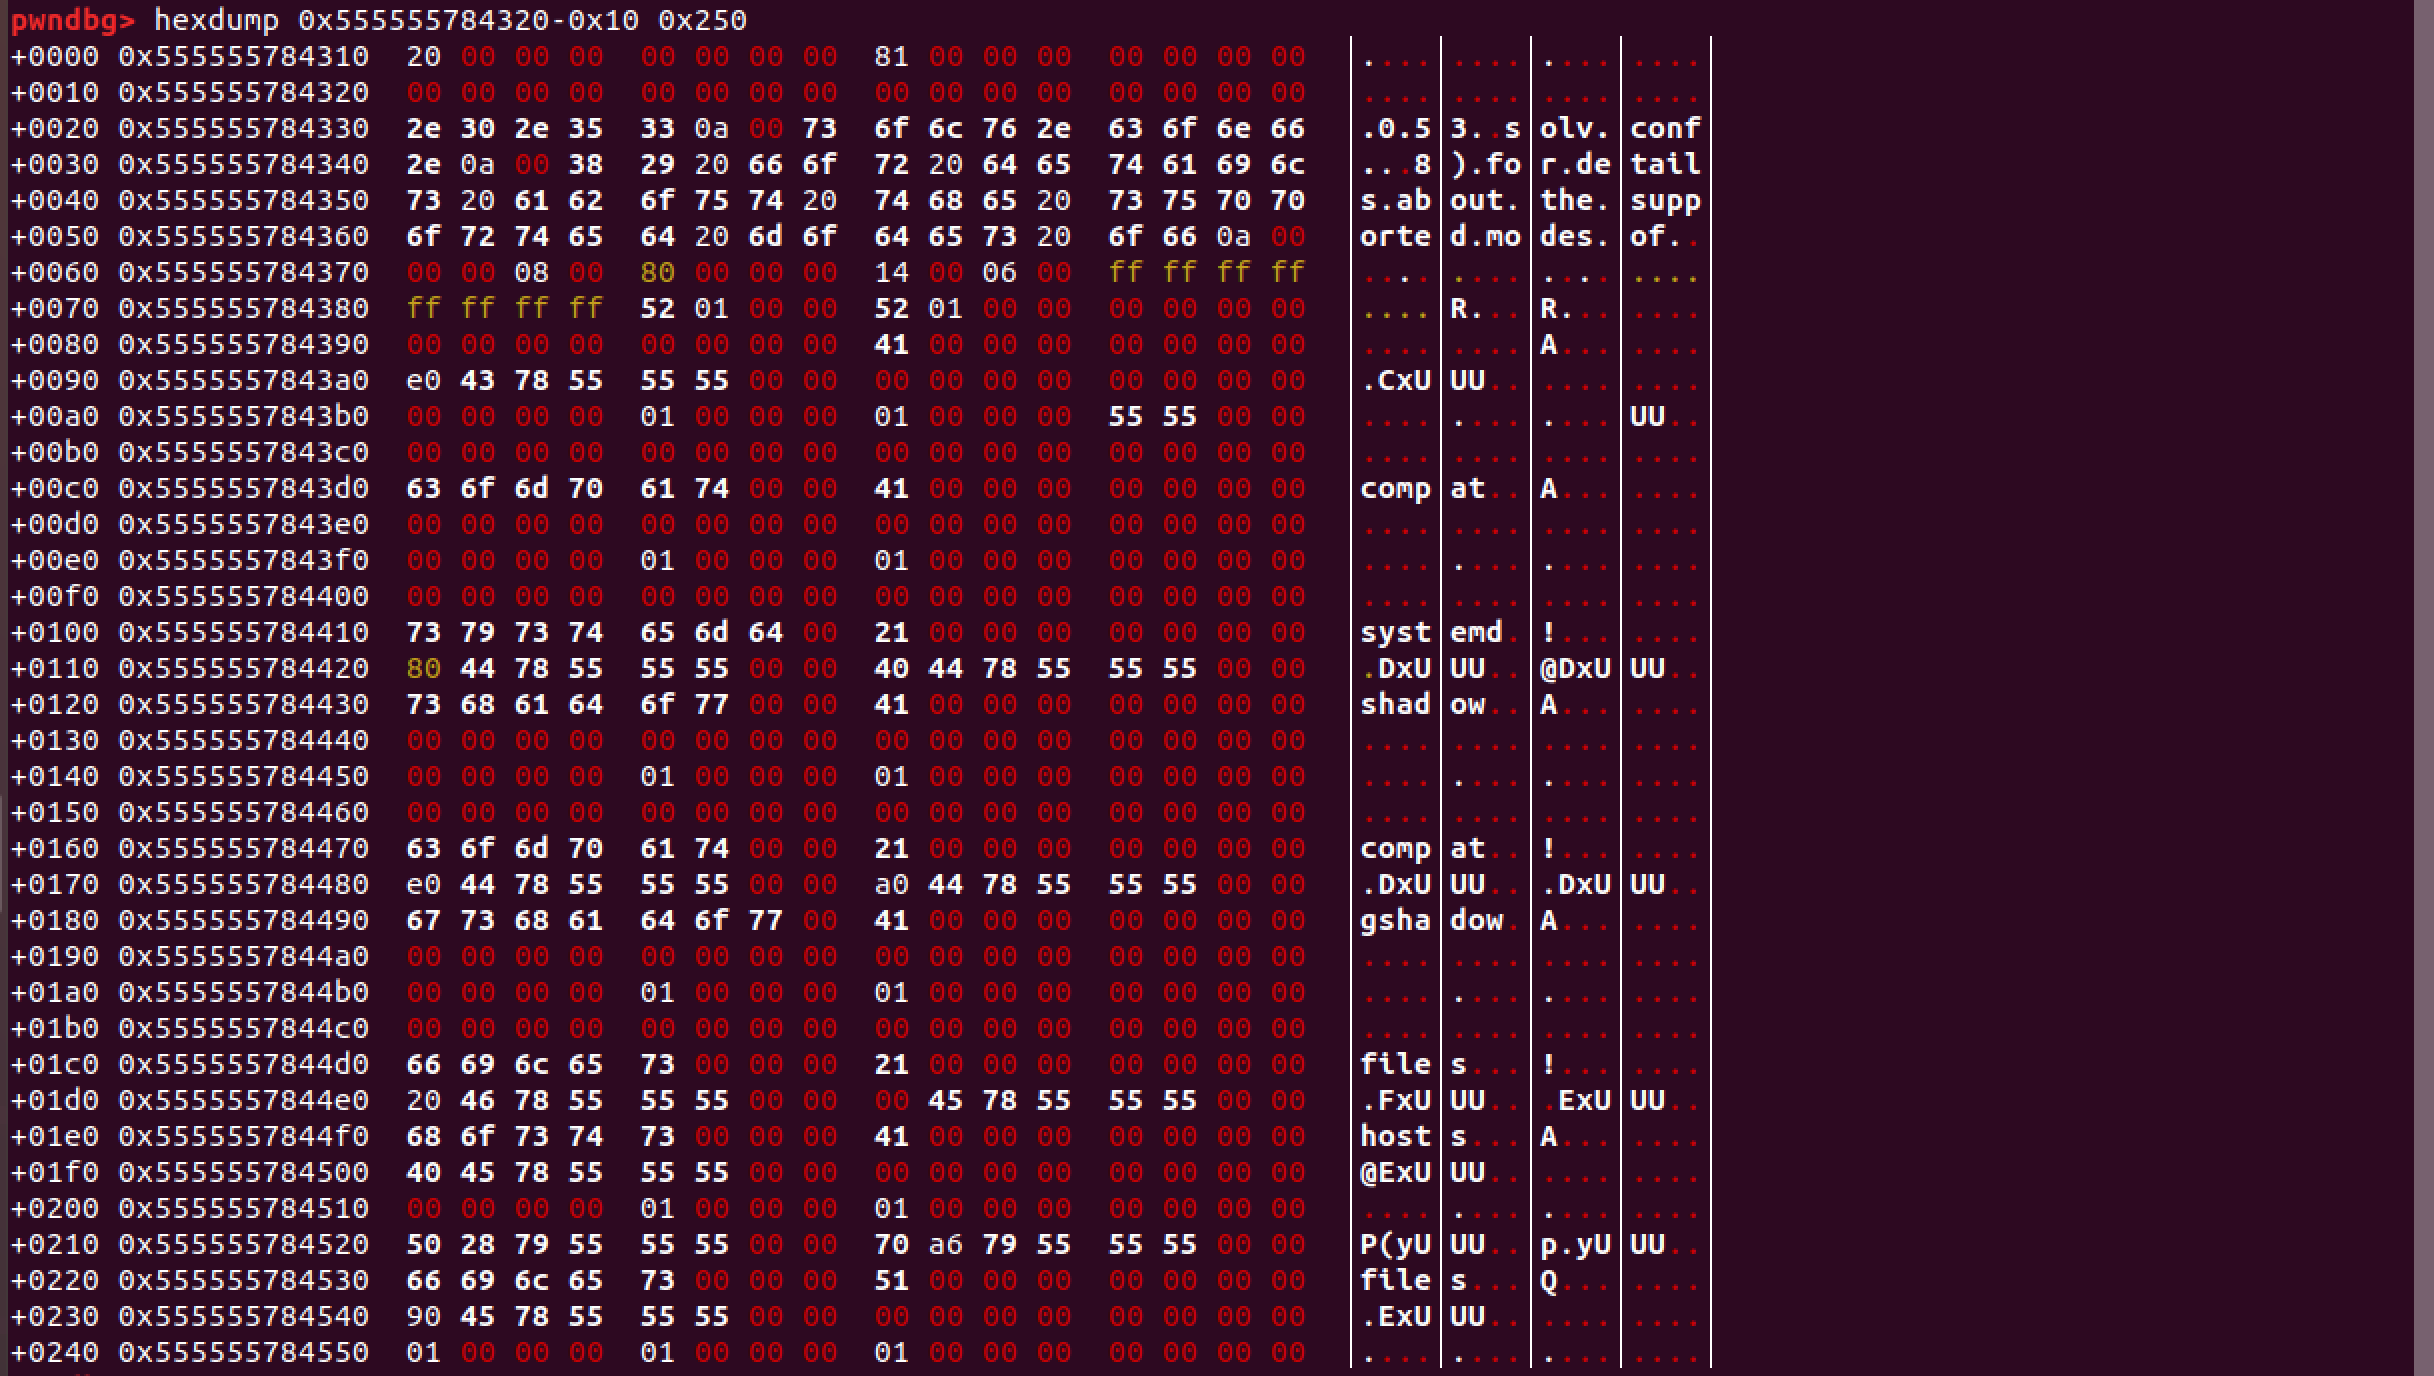 pwndbg> hexdump 0x555555784320-0x10 0x250
+0000 0x555555784310 20 00 00 00 00 00 00 00 81 00 00 00 00 00 00 00 |....|....|....|....|
+0010 0x555555784320 00 00 00 00 00 00 00 00 00 00 00 00 00 00 00 00 |....|....|....|....|
+0020 0x555555784330 2e 30 2e 35 33 0a 00 73 6f 6c 76 2e 63 6f 6e 66 |.0.5|3..s|olv.|conf|
+0030 0x555555784340 2e 0a 00 38 29 20 66 6f 72 20 64 65 74 61 69 6c |...8|).fo|r.de|tail|
+0040 0x555555784350 73 20 61 62 6f 75 74 20 74 68 65 20 73 75 70 70 |s.ab|out.|the.|supp|
+0050 0x555555784360 6f 72 74 65 64 20 6d 6f 64 65 73 20 6f 66 0a 00 |orte|d.mo|des.|of..|
+0060 0x555555784370 00 00 08 00 80 00 00 00 14 00 06 00 ff ff ff ff |....|....|....|....|
+0070 0x555555784380 ff ff ff ff 52 01 00 00 52 01 00 00 00 00 00 00 |....|R...|R...|....|
+0080 0x555555784390 00 00 00 00 00 00 00 00 41 00 00 00 00 00 00 00 |....|....|A...|....|
+0090 0x5555557843a0 e0 43 78 55 55 55 00 00 00 00 00 00 00 00 00 00 |.CxU|UU..|....|....|
+00a0 0x5555557843b0 00 00 00 00 01 00 00 00 01 00 00 00 55 55 00 00 |....|....|....|UU..|
+00b0 0x5555557843c0 00 00 00 00 00 00 00 00 00 00 00 00 00 00 00 00 |....|....|....|....|
+00c0 0x5555557843d0 63 6f 6d 70 61 74 00 00 41 00 00 00 00 00 00 00 |comp|at..|A...|....|
+00d0 0x5555557843e0 00 00 00 00 00 00 00 00 00 00 00 00 00 00 00 00 |....|....|....|....|
+00e0 0x5555557843f0 00 00 00 00 01 00 00 00 01 00 00 00 00 00 00 00 |....|....|....|....|
+00f0 0x555555784400 00 00 00 00 00 00 00 00 00 00 00 00 00 00 00 00 |....|....|....|....|
+0100 0x555555784410 73 79 73 74 65 6d 64 00 21 00 00 00 00 00 00 00 |syst|emd.|!...|....|
+0110 0x555555784420 80 44 78 55 55 55 00 00 40 44 78 55 55 55 00 00 |.DxU|UU..|@DxU|UU..|
+0120 0x555555784430 73 68 61 64 6f 77 00 00 41 00 00 00 00 00 00 00 |shad|ow..|A...|....|
+0130 0x555555784440 00 00 00 00 00 00 00 00 00 00 00 00 00 00 00 00 |....|....|....|....|
+0140 0x555555784450 00 00 00 00 01 00 00 00 01 00 00 00 00 00 00 00 |....|....|....|....|
+0150 0x555555784460 00 00 00 00 00 00 00 00 00 00 00 00 00 00 00 00 |....|....|....|....|
+0160 0x555555784470 63 6f 6d 70 61 74 00 00 21 00 00 00 00 00 00 00 |comp|at..|!...|....|
+0170 0x555555784480 e0 44 78 55 55 55 00 00 a0 44 78 55 55 55 00 00 |.DxU|UU..|.DxU|UU..|
+0180 0x555555784490 67 73 68 61 64 6f 77 00 41 00 00 00 00 00 00 00 |gsha|dow.|A...|....|
+0190 0x5555557844a0 00 00 00 00 00 00 00 00 00 00 00 00 00 00 00 00 |....|....|....|....|
+01a0 0x5555557844b0 00 00 00 00 01 00 00 00 01 00 00 00 00 00 00 00 |....|....|....|....|
+01b0 0x5555557844c0 00 00 00 00 00 00 00 00 00 00 00 00 00 00 00 00 |....|....|....|....|
+01c0 0x5555557844d0 66 69 6c 65 73 00 00 00 21 00 00 00 00 00 00 00 |file|s...|!...|....|
+01d0 0x5555557844e0 20 46 78 55 55 55 00 00 00 45 78 55 55 55 00 00 |.FxU|UU..|.ExU|UU..|
+01e0 0x5555557844f0 68 6f 73 74 73 00 00 00 41 00 00 00 00 00 00 00 |host|s...|A...|....|
+01f0 0x555555784500 40 45 78 55 55 55 00 00 00 00 00 00 00 00 00 00 |@ExU|UU..|....|....|
+0200 0x555555784510 00 00 00 00 01 00 00 00 01 00 00 00 00 00 00 00 |....|....|....|....|
+0210 0x555555784520 50 28 79 55 55 55 00 00 70 a6 79 55 55 55 00 00 |P(yU|UU..|p.yU|UU..|
+0220 0x555555784530 66 69 6c 65 73 00 00 00 51 00 00 00 00 00 00 00 |file|s...|Q...|....|
+0230 0x555555784540 90 45 78 55 55 55 00 00 00 00 00 00 00 00 00 00 |.ExU|UU..|....|....|
+0240 0x555555784550 01 00 00 00 01 00 00 00 01 00 00 00 00 00 00 00 |....|....|....|....|